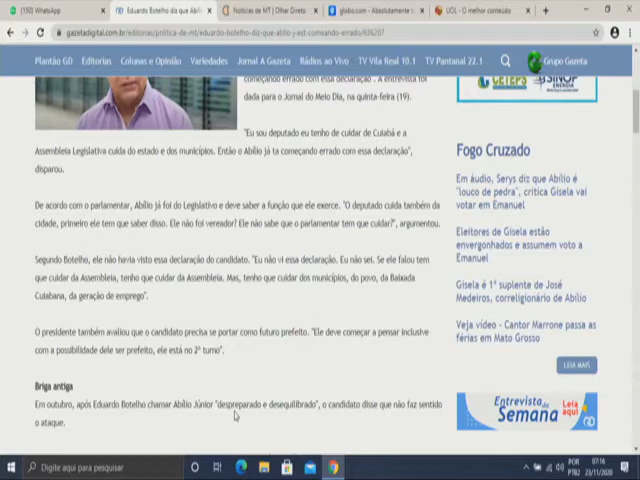 (150) WhatsApp
Eduardo Botelho diz que Abíli
Notícias de MT | Olhar Direto
globo.com - Absolutamente t
UOL - O melhor conteúdo
gazetadigital.com.br/editorias/politica-de-mt/eduardo-botelho-diz-que-abilio-j-est-comeando-errado/636207
Plantão GD Editorias Colunas e Opinião Variedades Jornal A Gazeta Rádios ao Vivo TV Vila Real 10.1 TV Pantanal 22.1 Grupo Gazeta
começando errado com essa declaração". A entrevista foi
dada para o Jornal do Meio Dia, na quinta-feira (19).
"Eu sou deputado eu tenho de cuidar de Cuiabá e a
Assembleia Legislativa cuida do estado e dos municípios. Então o Abílio já ta começando errado com essa declaração",
disparou.
De acordo com o parlamentar, Abílio já foi do Legislativo e deve saber a função que ele exerce. "O deputado cuida também da
cidade, primeiro ele tem que saber disso. Ele não foi vereador? Ele não sabe que o parlamentar tem que cuidar?", argumentou.
Segundo Botelho, ele não havia visto essa declaração do candidato. "Eu não vi essa declaração. Eu não sei. Se ele falou tem
que cuidar da Assembleia, tenho que cuidar da Assembleia. Mas, tenho que cuidar dos municípios, do povo, da Baixada
Cuiabana, da geração de emprego".
O presidente também avaliou que o candidato precisa se portar como futuro prefeito. "Ele deve começar a pensar inclusive
com a possibilidade dele ser prefeito, ele está no 2º turno".
Briga antiga
Em outubro, após Eduardo Botelho chamar Abílio Júnior "despreparado e desequilibrado", o candidato disse que não faz sentido
o ataque.
SINOP
ENERGIA
Fogo Cruzado
Em áudio, Serys diz que Abílio é
"louco de pedra", critica Gisela vai
votar em Emanuel
Eleitores de Gisela estão
envergonhados e assumem voto a
Emanuel
Gisela é 1ª suplente de José
Medeiros, correligionário de Abílio
Veja vídeo - Cantor Marrone passa as
férias em Mato Grosso
LEIA MAIS
Entrevista da
Semana
Leia
aqui
Digite aqui para pesquisar
POR
PTB2
07:16
23/11/2020